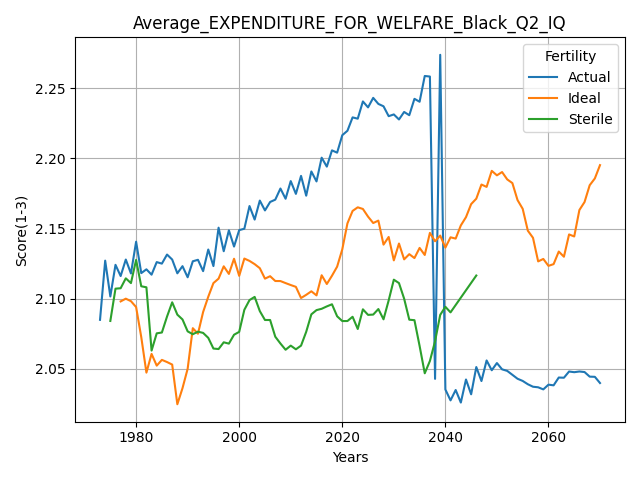 Average_EXPENDITURE_FOR_WELFARE_Black_Q2_IQ
Fertility
Actual
Ideal
Sterile
Score(1-3)
2.25
2.20
2.15
2.10
2.05
1980
2000
2020
2040
2060
Years